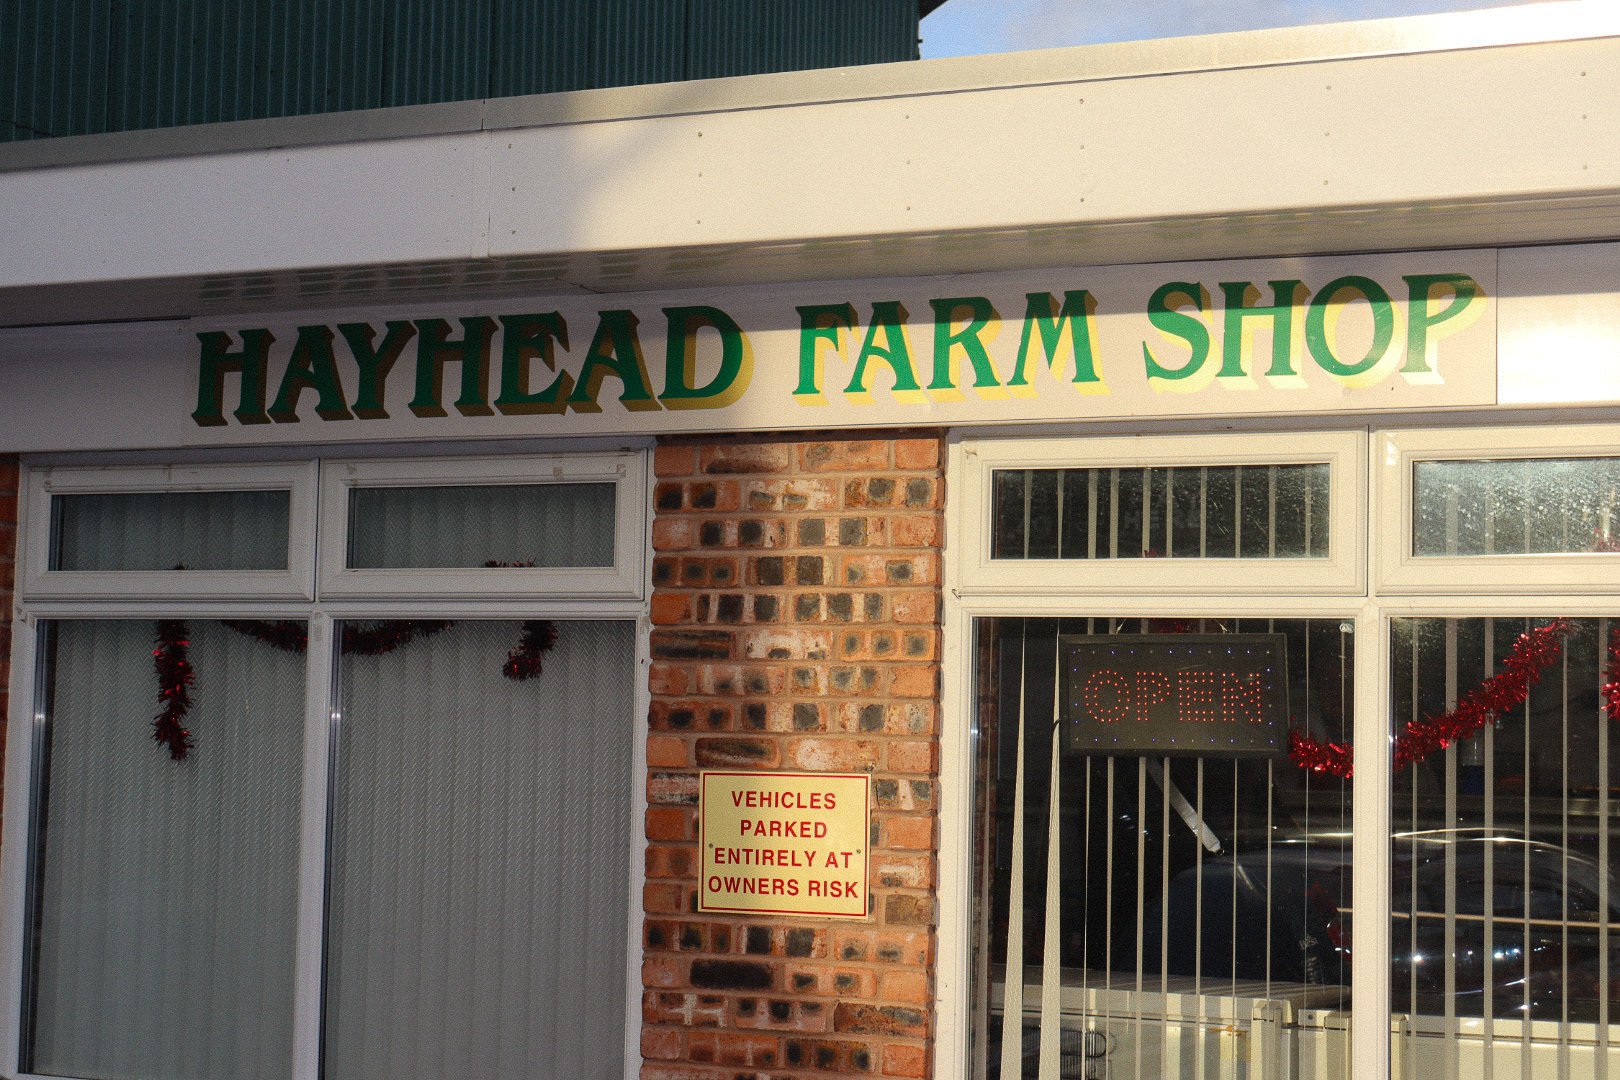 HAYHEAD FARM SHOP
OPEN
VEHICLES
PARKED
ENTIRELY AT
OWNERS RISK